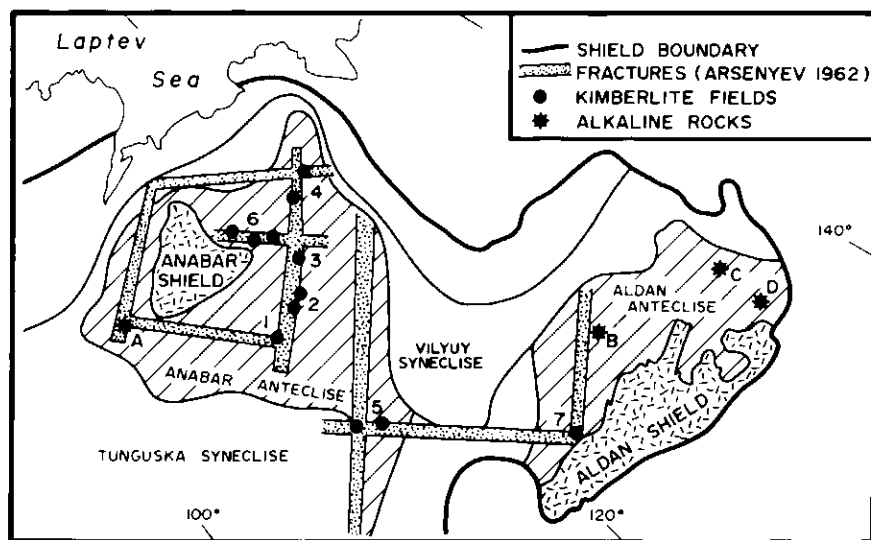 Laptev
Sea
SHIELD BOUNDARY
FRACTURES (ARSENYEV 1962)
KIMBERLITE FIELDS
ALKALINE ROCKS
140°
4
6
3
ANABAR-
SHIELD
2
1
A
ANABAR ANTECLISE
VILYUY
SYNECLISE
ALDAN
ANTECLISE
C
D
B
5
7
ALDAN SHIELD
TUNGUSKA SYNECLISE
100°
120°